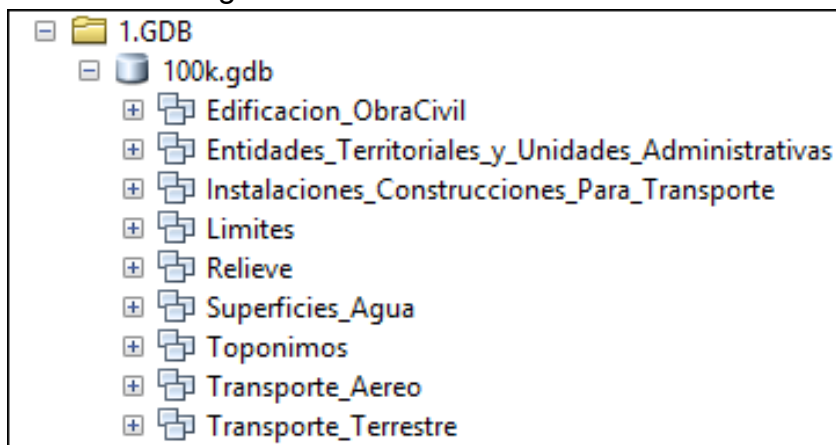 1.GDB
100k.gdb
Edificacion_ObraCivil
Entidades_Territoriales_y_Unidades_Administrativas
Instalaciones_Construcciones_Para_Transporte
Limites
Relieve
Superficies_Agua
Toponimos
Transporte_Aereo
Transporte_Terrestre